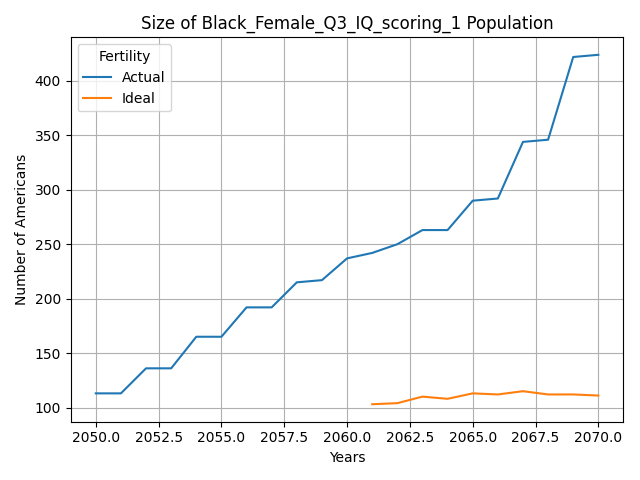 Size of Black_Female_Q3_IQ_scoring_1 Population
Fertility
Actual
Ideal
Number of Americans
400
350
300
250
200
150
100
2050.0 2052.5 2055.0 2057.5 2060.0 2062.5 2065.0 2067.5 2070.0
Years